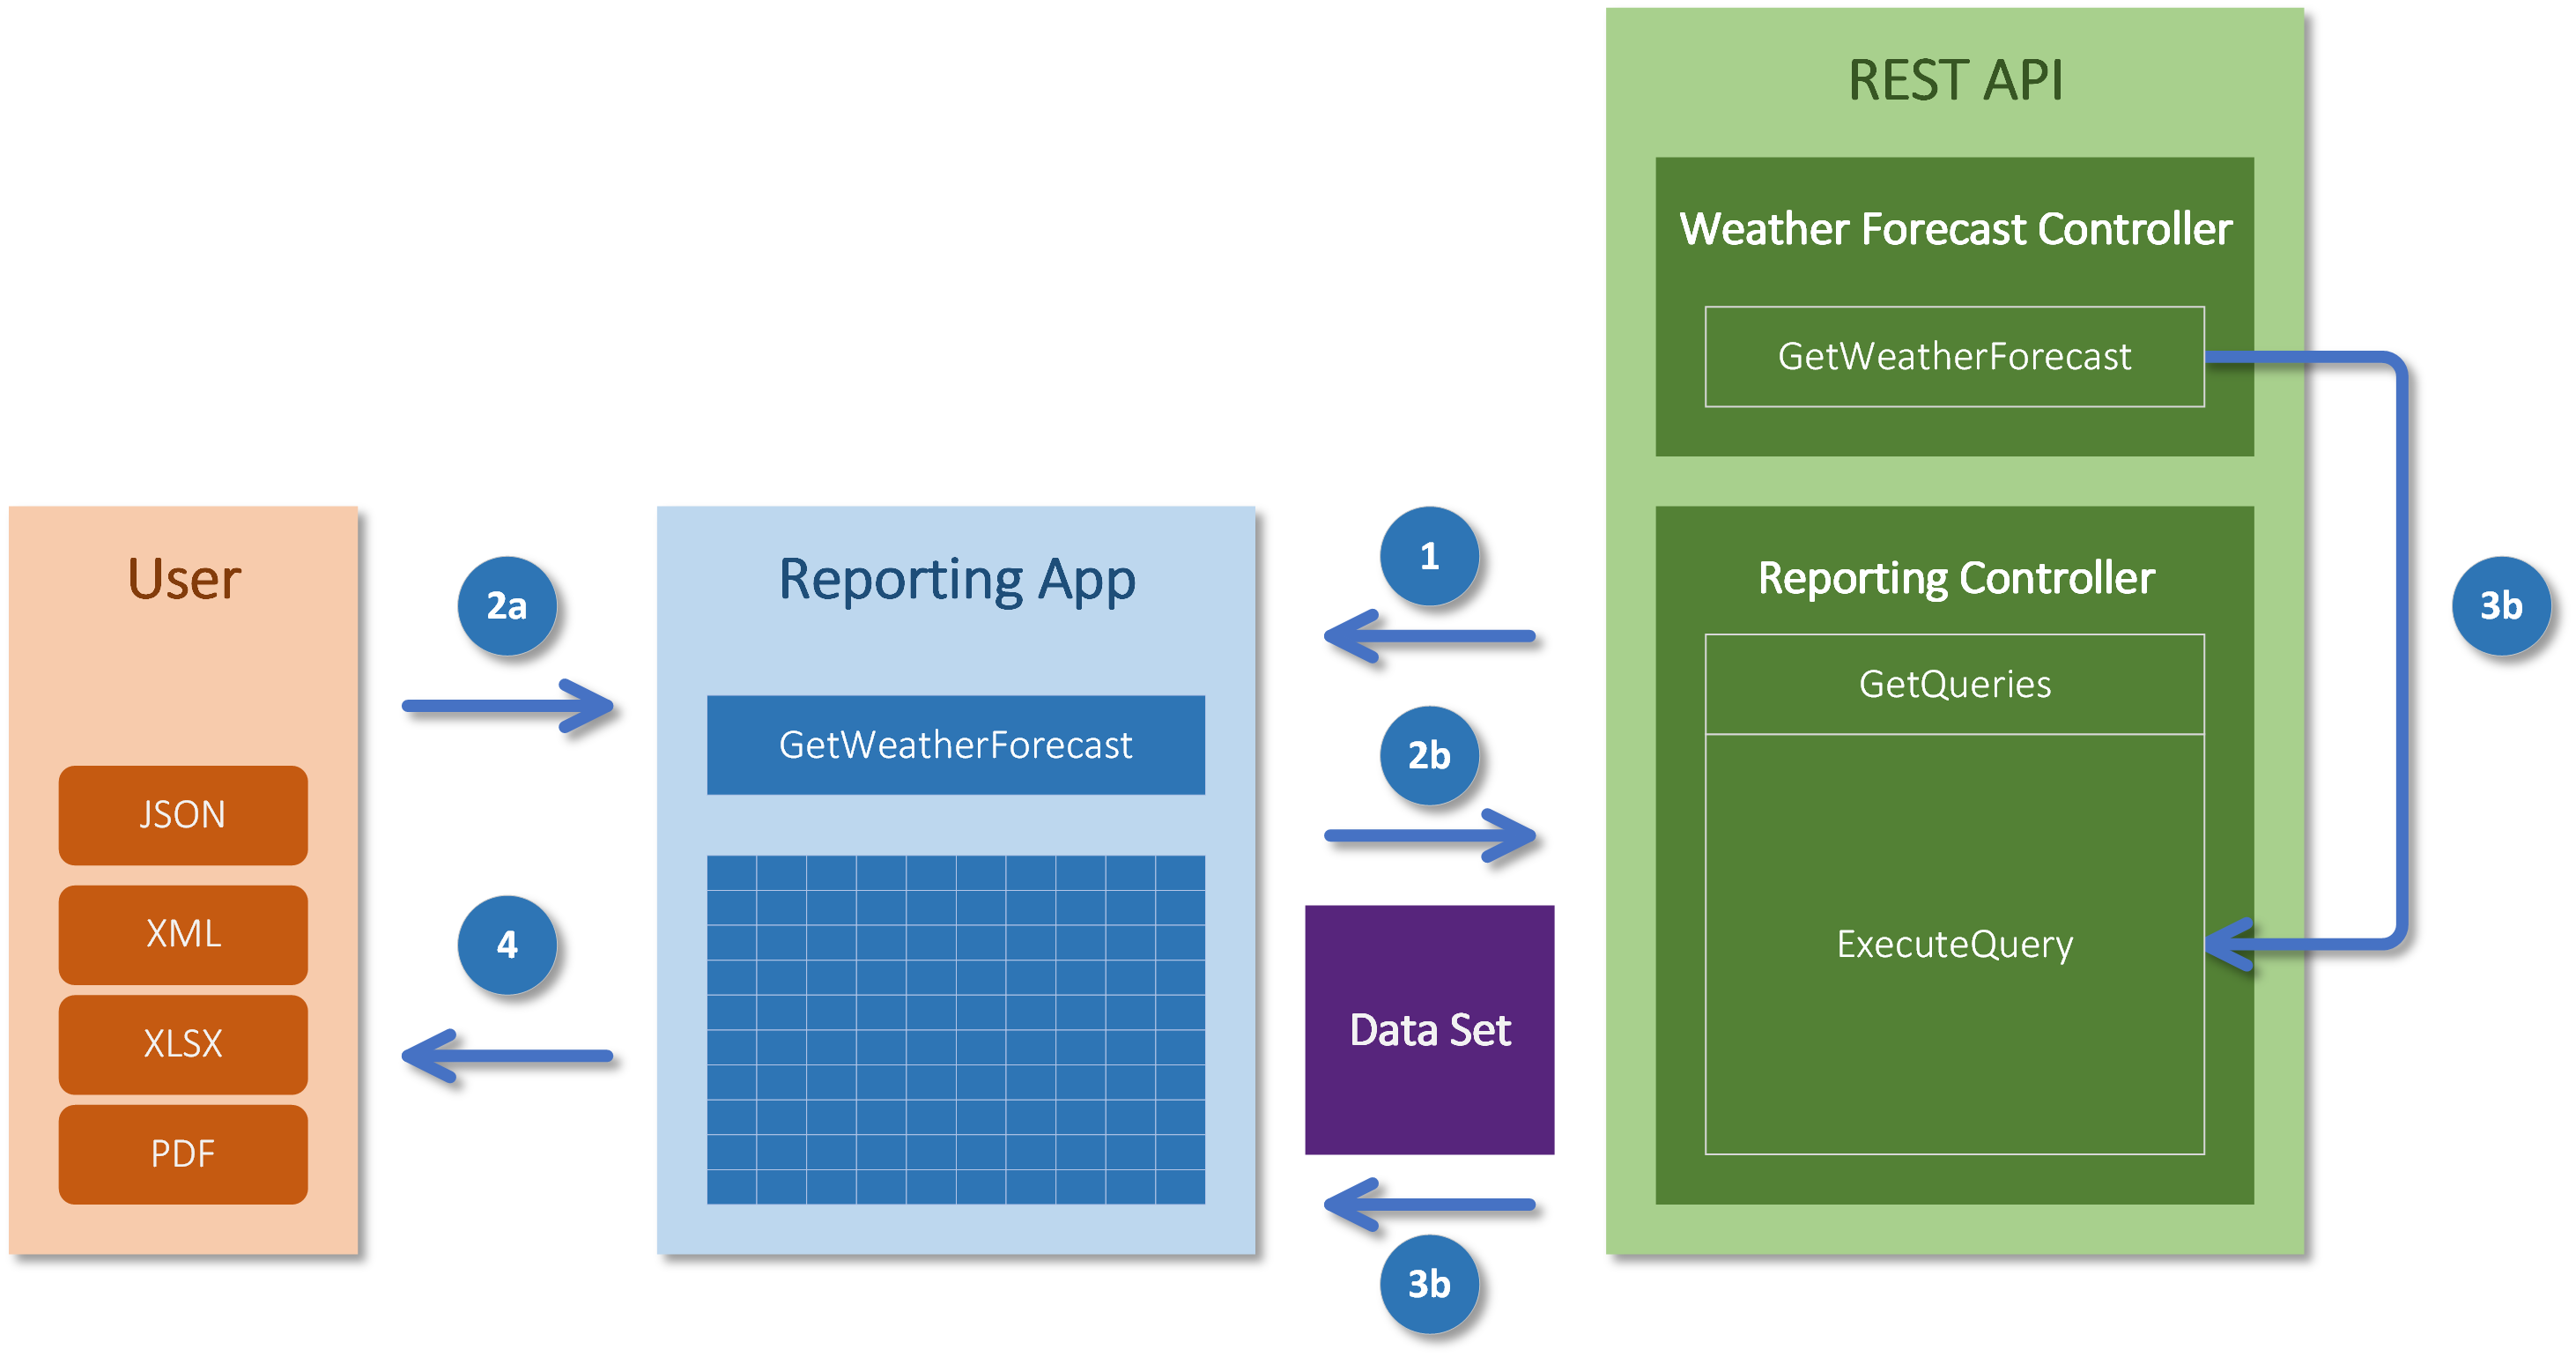 User
JSON
XML
XLSX
PDF
2a
4
Reporting App
GetWeatherForecast
1
2b
Data Set
3b
REST API
Weather Forecast Controller
GetWeatherForecast
Reporting Controller
GetQueries
ExecuteQuery
3b